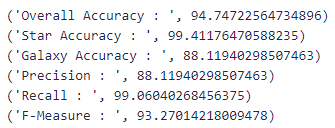 ('Overall Accuracy : ', 94.74722564734896)
('Star Accuracy : ', 99.41176470588235)
('Galaxy Accuracy : ', 88.11940298507463)
('Precision : ', 88.11940298507463)
('Recall : ', 99.06040268456375)
('F-Measure : ', 93.27014218009478)